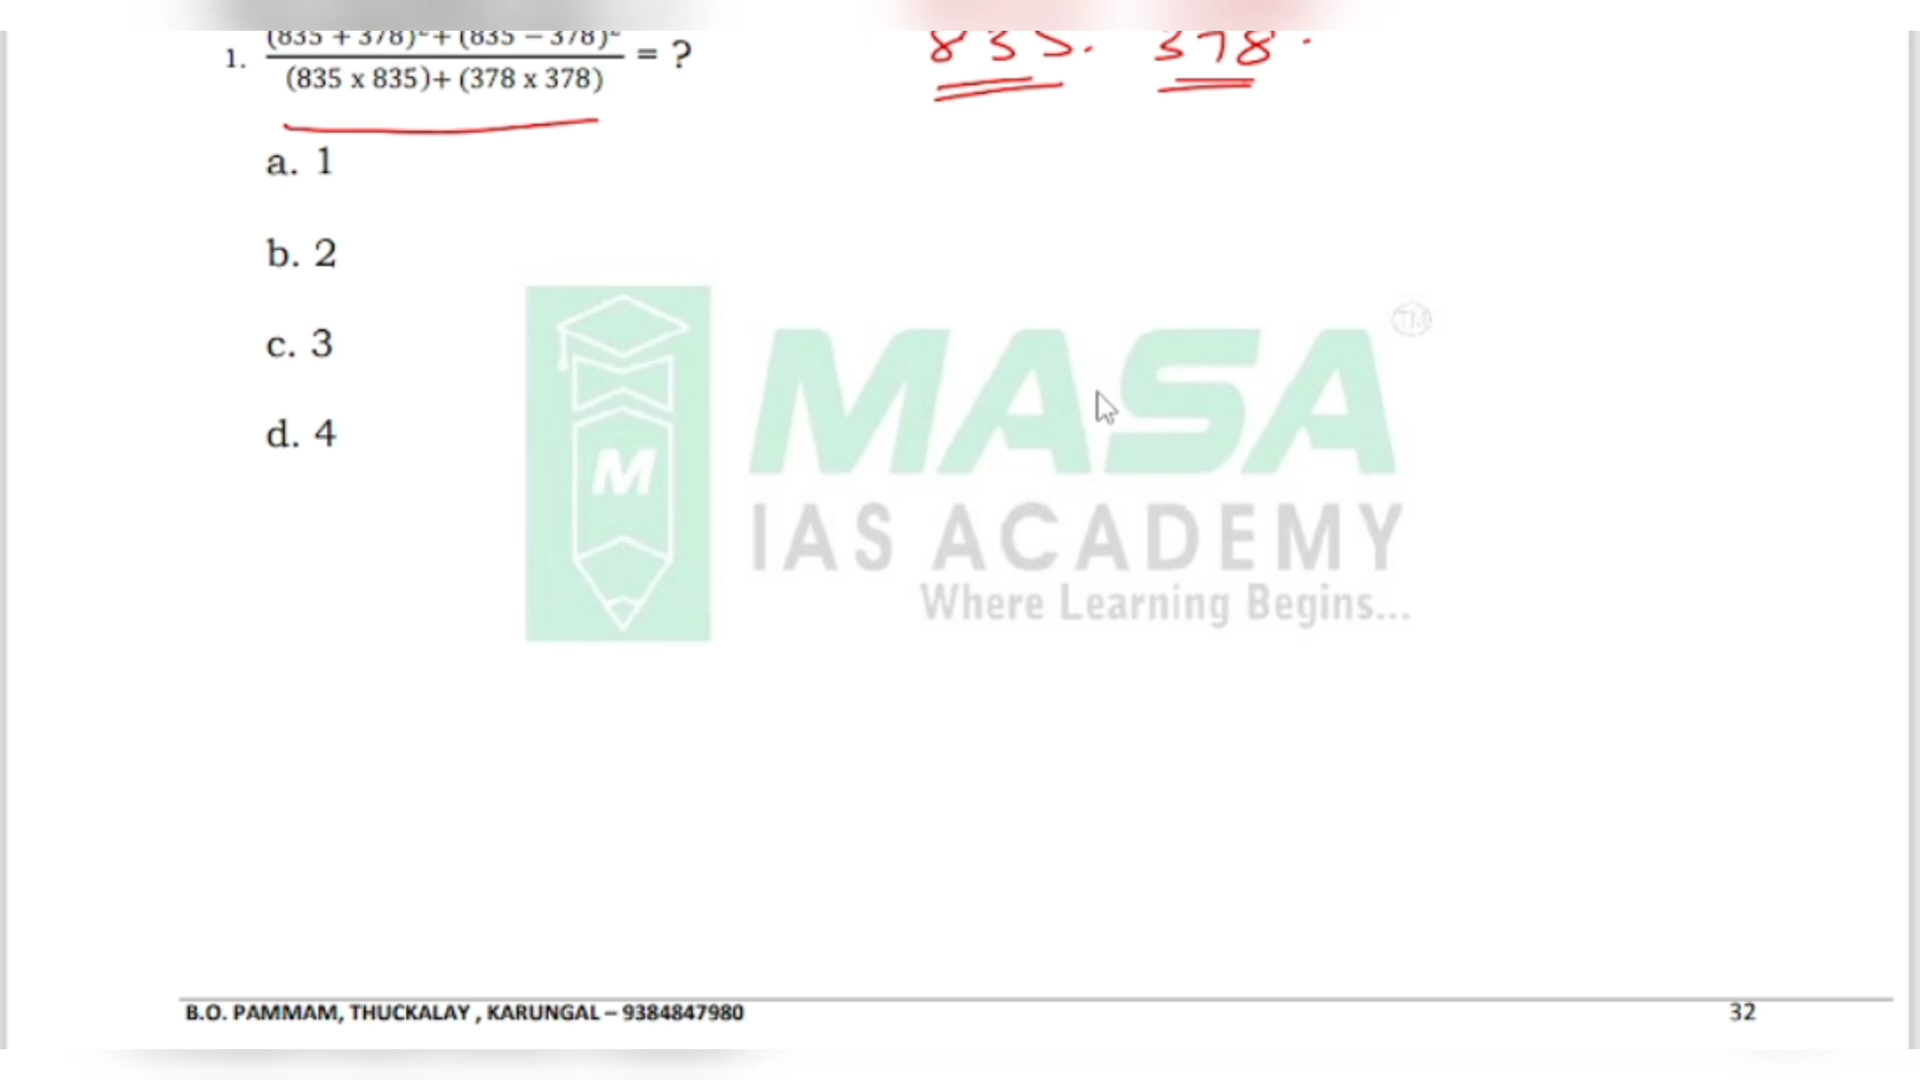 1. (835 + 378)² + (835 − 378)²
(835 x 835)+ (378 x 378)
= ?
835. 378.
a. 1
b. 2
c. 3
d. 4
M
MASA
TM
IAS ACADEMY
Where Learning Begins...
B.O. PAMMAM, THUCKALAY , KARUNGAL – 9384847980
32